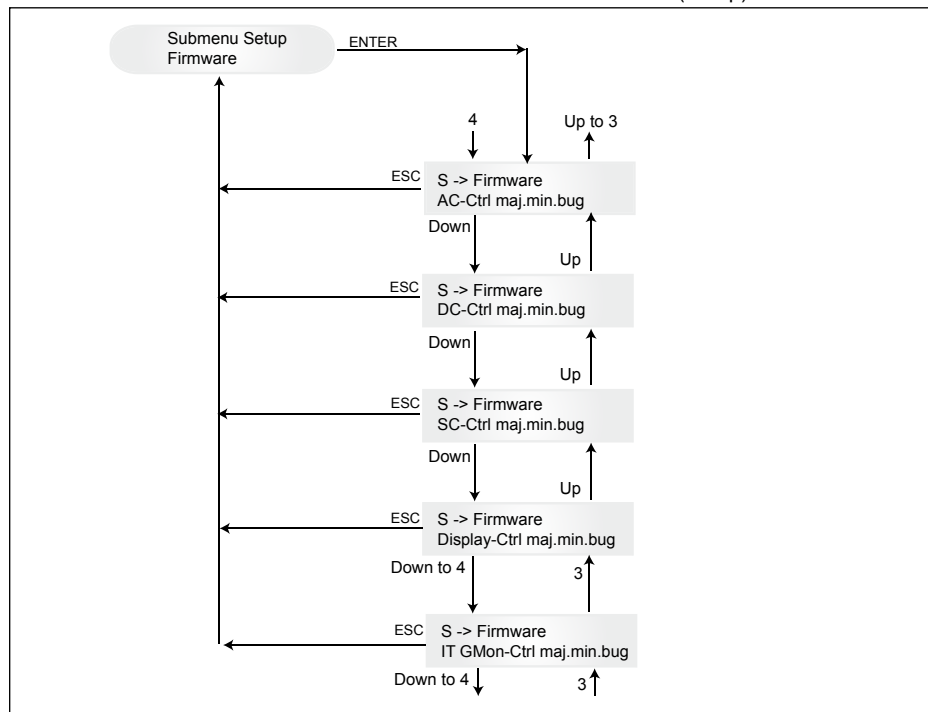 Submenu Setup
Firmware
ENTER
4
Up to 3
ESC
S -> Firmware
AC-Ctrl maj.min.bug
Down
Up
ESC
S -> Firmware
DC-Ctrl maj.min.bug
Down
Up
ESC
S -> Firmware
SC-Ctrl maj.min.bug
Down
Up
ESC
S -> Firmware
Display-Ctrl maj.min.bug
Down to 4
3
ESC
S -> Firmware
IT GMon-Ctrl maj.min.bug
Down to 4
3